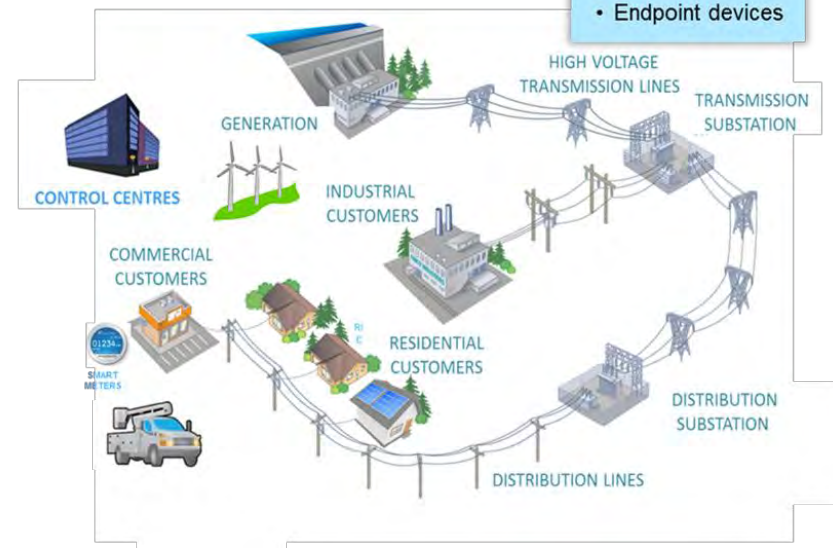 • Endpoint devices
HIGH VOLTAGE
TRANSMISSION LINES
TRANSMISSION
SUBSTATION
GENERATION
CONTROL CENTRES
INDUSTRIAL
CUSTOMERS
COMMERCIAL
CUSTOMERS
01234
SMART
METERS
RI
E
RESIDENTIAL
CUSTOMERS
DISTRIBUTION
SUBSTATION
DISTRIBUTION LINES